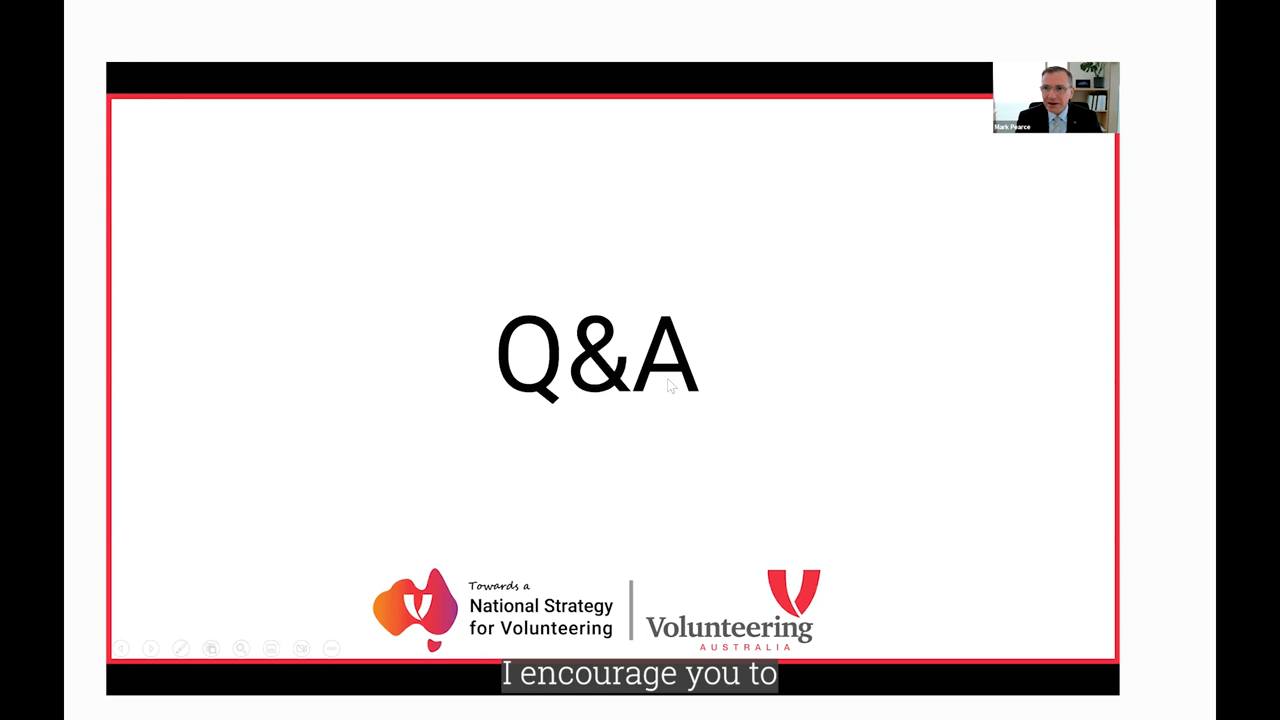 Mark Pearce
Q&A
Towards a
National Strategy
for Volunteering
Volunteering
AUSTRALIA
I encourage you to